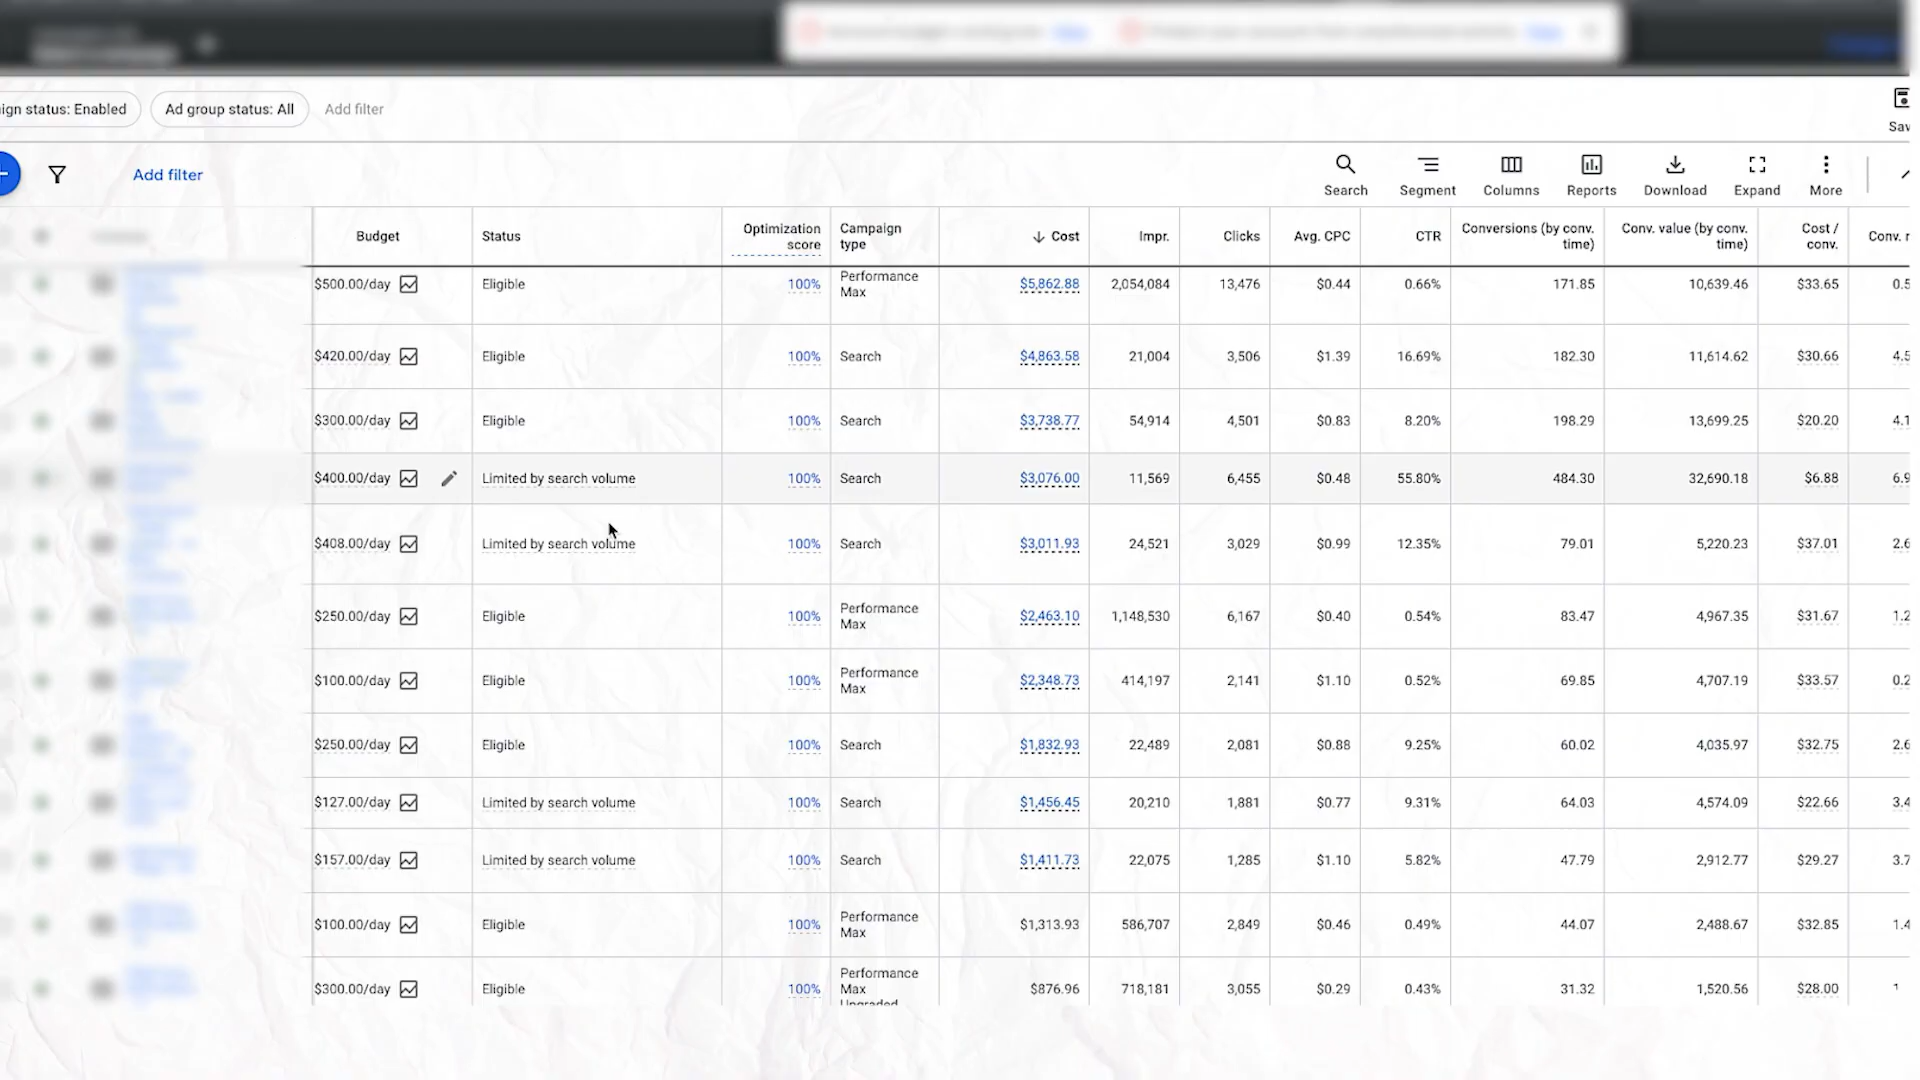 ign status: Enabled Ad group status: All Add filter
Sav
Add filter Search Segment Columns Reports Download Expand More
Budget Status Optimization score Campaign type Cost Impr. Clicks Avg. CPC CTR Conversions (by conv. time) Conv. value (by conv. time) Cost / conv. Conv. r
$500.00/day Eligible 100% Performance Max $5,862.88 2,054,084 13,476 $0.44 0.66% 171.85 10,639.46 $33.65 0.5
$420.00/day Eligible 100% Search $4,863.58 21,004 3,506 $1.39 16.69% 182.30 11,614.62 $30.66 4.5
$300.00/day Eligible 100% Search $3,738.77 54,914 4,501 $0.83 8.20% 198.29 13,699.25 $20.20 4.1
$400.00/day Limited by search volume 100% Search $3,076.00 11,569 6,455 $0.48 55.80% 484.30 32,690.18 $6.88 6.9
$408.00/day Limited by search volume 100% Search $3,011.93 24,521 3,029 $0.99 12.35% 79.01 5,220.23 $37.01 2.6
$250.00/day Eligible 100% Performance Max $2,463.10 1,148,530 6,167 $0.40 0.54% 83.47 4,967.35 $31.67 1.2
$100.00/day Eligible 100% Performance Max $2,348.73 414,197 2,141 $1.10 0.52% 69.85 4,707.19 $33.57 0.2
$250.00/day Eligible 100% Search $1,832.93 22,489 2,081 $0.88 9.25% 60.02 4,035.97 $32.75 2.6
$127.00/day Limited by search volume 100% Search $1,456.45 20,210 1,881 $0.77 9.31% 64.03 4,574.09 $22.66 3.4
$157.00/day Limited by search volume 100% Search $1,411.73 22,075 1,285 $1.10 5.82% 47.79 2,912.77 $29.27 3.7
$100.00/day Eligible 100% Performance Max $1,313.93 586,707 2,849 $0.46 0.49% 44.07 2,488.67 $32.85 1.4
$300.00/day Eligible 100% Performance Max Upgraded $876.96 718,181 3,055 $0.29 0.43% 31.32 1,520.56 $28.00